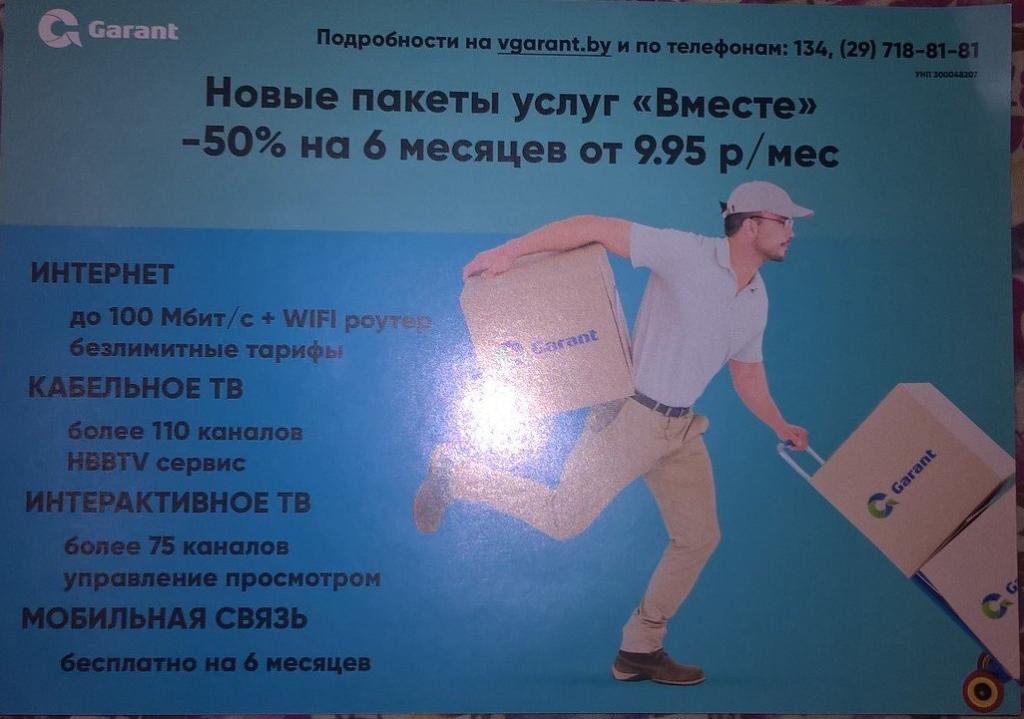 Garant
Подробности на vgarant.by и по телефонам: 134, (29) 718-81-81
УНП 300048207
Новые пакеты услуг «Вместе»
-50% на 6 месяцев от 9.95 р/мес
ИНТЕРНЕТ
до 100 Мбит/с + WIFI роутер
безлимитные тарифы
КАБЕЛЬНОЕ ТВ
более 110 каналов
HBBTV сервис
ИНТЕРАКТИВНОЕ ТВ
более 75 каналов
управление просмотром
МОБИЛЬНАЯ СВЯЗЬ
бесплатно на 6 месяцев
Garant
Garant
G